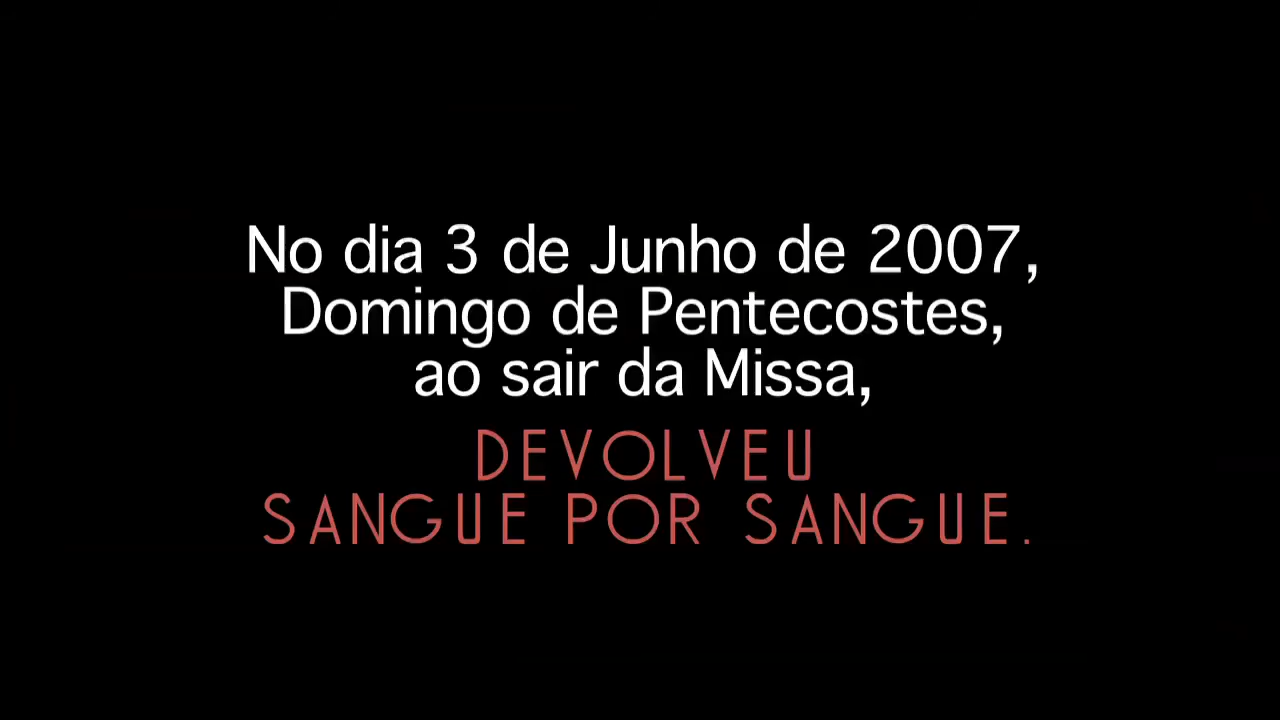 No dia 3 de Junho de 2007,
Domingo de Pentecostes,
ao sair da Missa,
DEVOLVEU
SANGUE POR SANGUE.